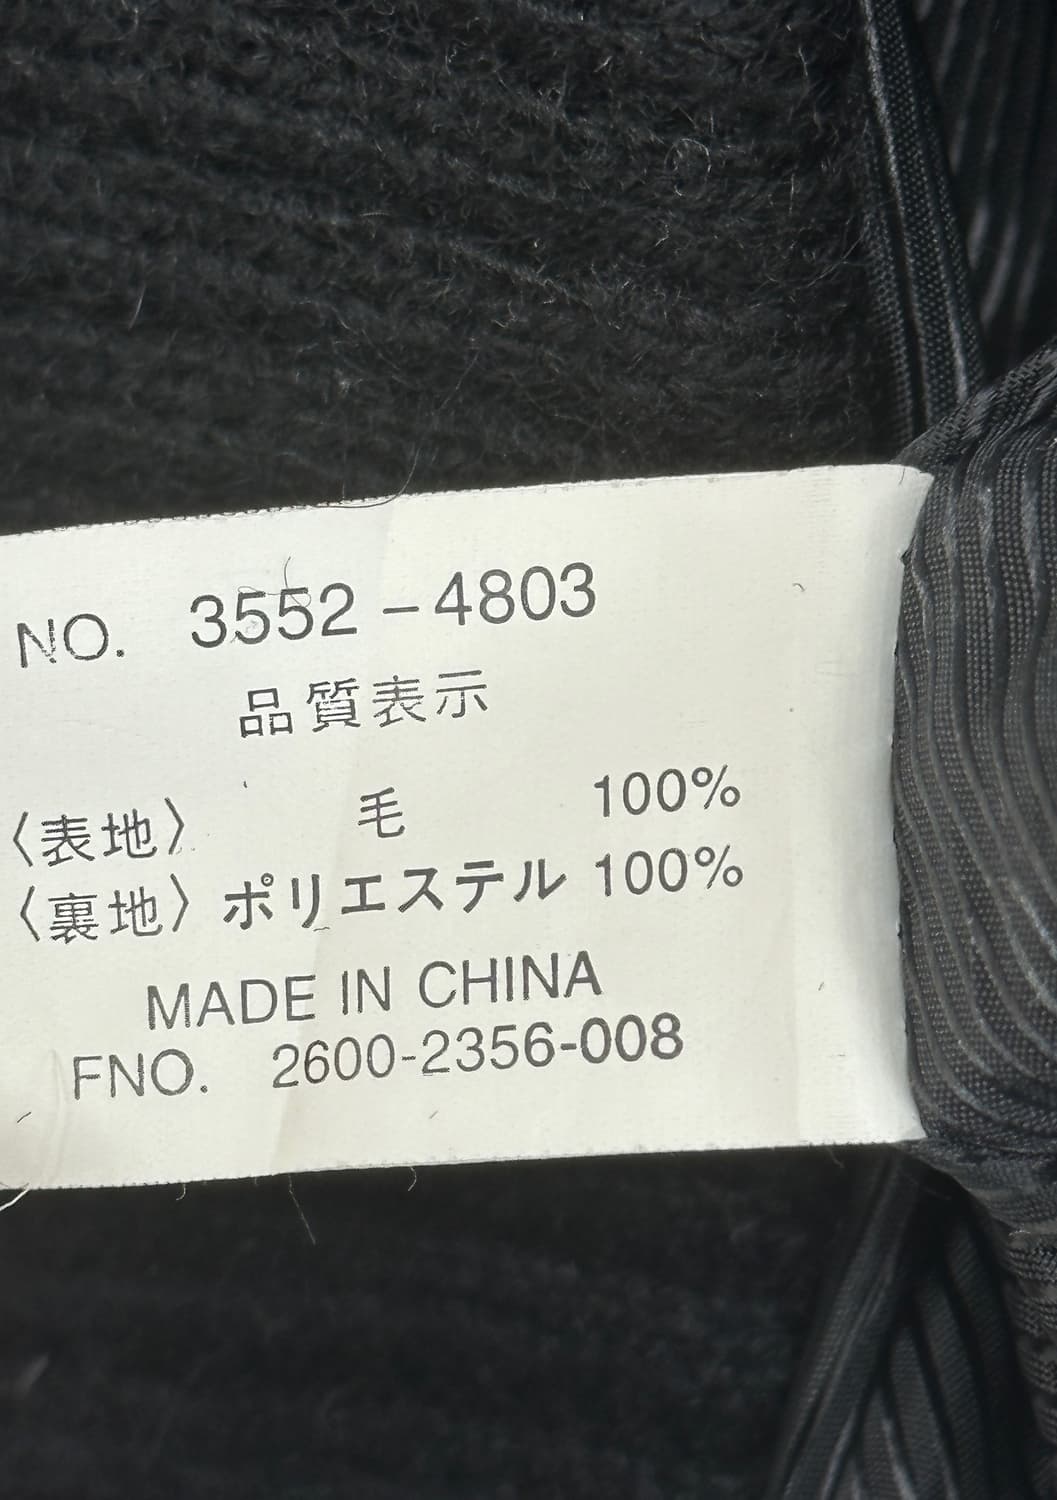 NO. 3552-4803
品質表示
〈表地〉 毛 100%
〈裏地〉 ポリエステル 100%
MADE IN CHINA
FNO. 2600-2356-008